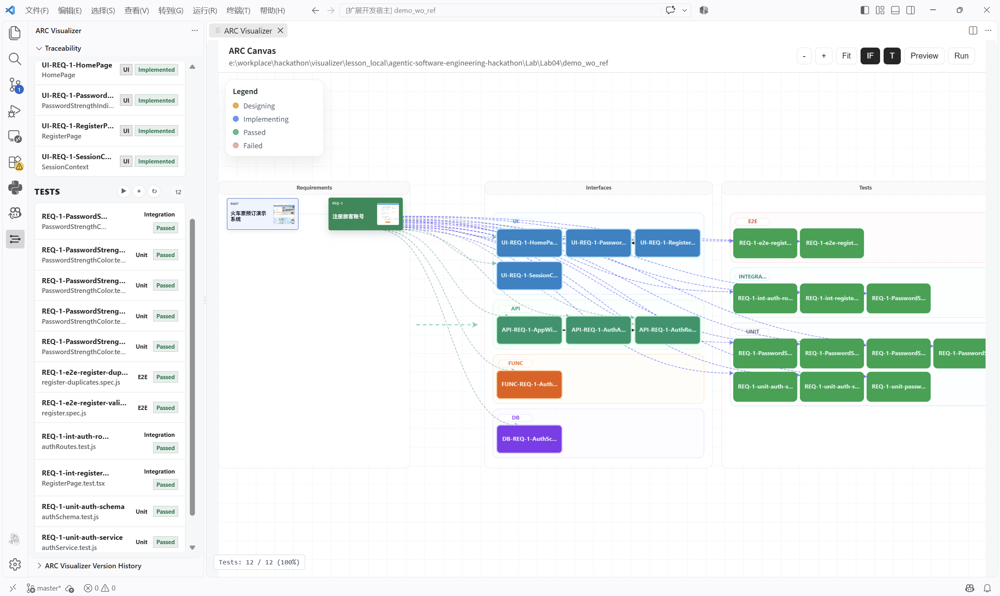 文件(F) 编辑(E) 选择(S) 查看(V) 转到(G) 运行(R) 终端(T) 帮助(H) [扩展开发宿主] demo_wo_ref
ARC Visualizer
Traceability
UI-REQ-1-HomePage UI Implemented
HomePage
UI-REQ-1-Password... UI Implemented
PasswordStrengthIndi...
UI-REQ-1-RegisterP... UI Implemented
RegisterPage
UI-REQ-1-SessionC... UI Implemented
SessionContext
TESTS + 12
REQ-1-PasswordS... Integration
PasswordStrengthC... Passed
REQ-1-PasswordStreng... Unit Passed
PasswordStrengthColor.te...
REQ-1-PasswordStreng... Unit Passed
PasswordStrengthColor.te...
REQ-1-PasswordStreng... Unit Passed
PasswordStrengthColor.te...
REQ-1-PasswordStreng... Unit Passed
PasswordStrengthColor.te...
REQ-1-e2e-register-dup... E2E Passed
register-duplicates.spec.js
REQ-1-e2e-register-vali... E2E Passed
register.spec.js
REQ-1-int-auth-ro... Integration
authRoutes.test.js Passed
REQ-1-int-register... Integration
RegisterPage.test.tsx Passed
REQ-1-unit-auth-schema Unit Passed
authSchema.test.js
REQ-1-unit-auth-service Unit Passed
authService.test.js
ARC Visualizer Version History
1
ARC Visualizer
ARC Canvas
e:\workplace\hackathon\visualizer\lesson_local\agentic-software-engineering-hackathon\Lab\Lab04\demo_wo_ref
- + Fit IF T Preview Run
Legend
Designing
Implementing
Passed
Failed
Requirements
ROOT
火车票预订演示
系统
REQ-1
注册旅客账号
Interfaces
UI
UI-REQ-1-HomePa... UI-REQ-1-Passwor... UI-REQ-1-Register...
UI-REQ-1-SessionC...
API
API-REQ-1-AppWi... API-REQ-1-AuthA... API-REQ-1-AuthRo...
FUNC
FUNC-REQ-1-Auth...
DB
DB-REQ-1-AuthSc...
Tests
E2E
REQ-1-e2e-regist... REQ-1-e2e-regist...
INTEGRA...
REQ-1-int-auth-ro... REQ-1-int-registe... REQ-1-PasswordS...
UNIT
REQ-1-PasswordS... REQ-1-PasswordS... REQ-1-PasswordS... REQ-1-PasswordS
REQ-1-unit-auth-s... REQ-1-unit-auth-s... REQ-1-unit-passw...
Tests: 12 / 12 (100%)
master* 0 0